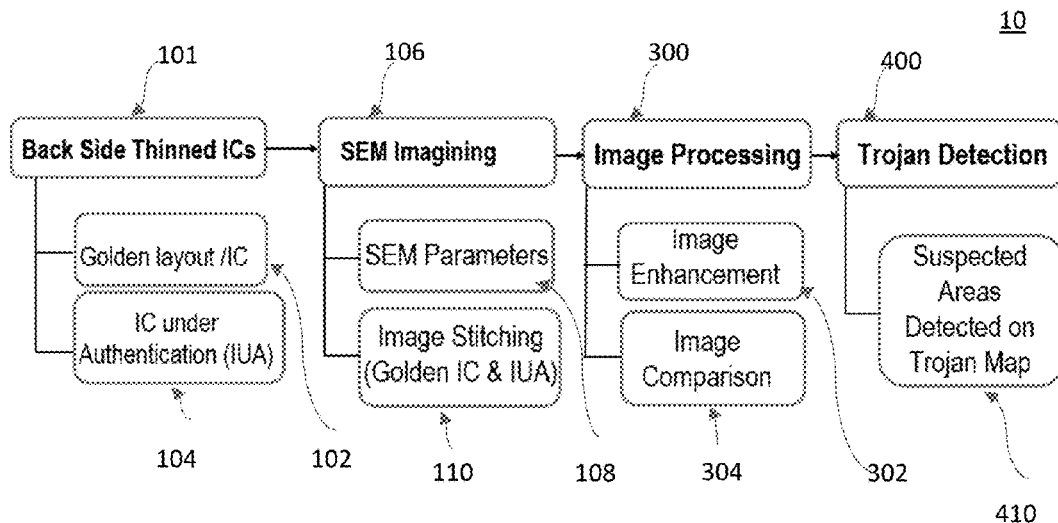 10
101
106
300
400
Back Side Thinned ICs
SEM Imagining
Image Processing
Trojan Detection
Golden layout /IC
IC under
Authentication (IUA)
SEM Parameters
Image Stitching
(Golden IC & IUA)
Image
Enhancement
Image
Comparison
Suspected
Areas
Detected on
Trojan Map
104
102
110
108
304
302
410